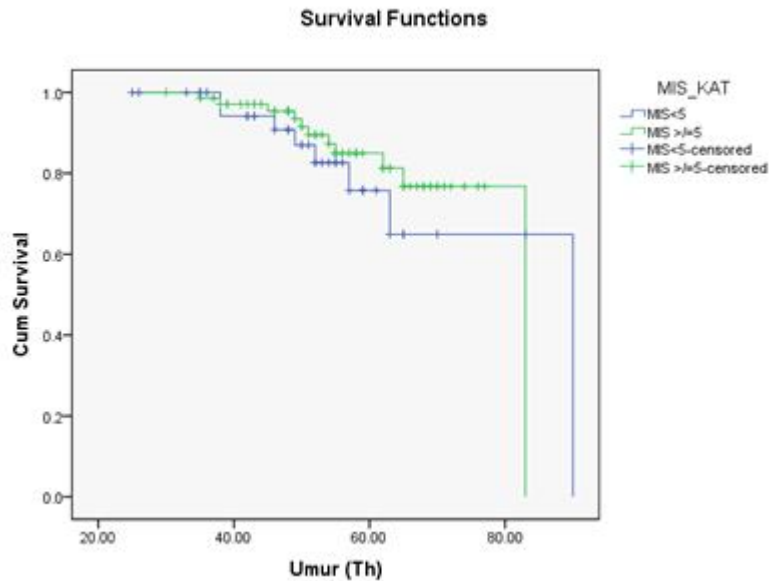 Survival Functions
MIS_KAT
MIS<5
MIS >/=5
MIS<5-censored
MIS >/=5-censored
1.0
0.8
0.6
0.4
0.2
0.0
Cum Survival
20.00 40.00 60.00 80.00
Umur (Th)